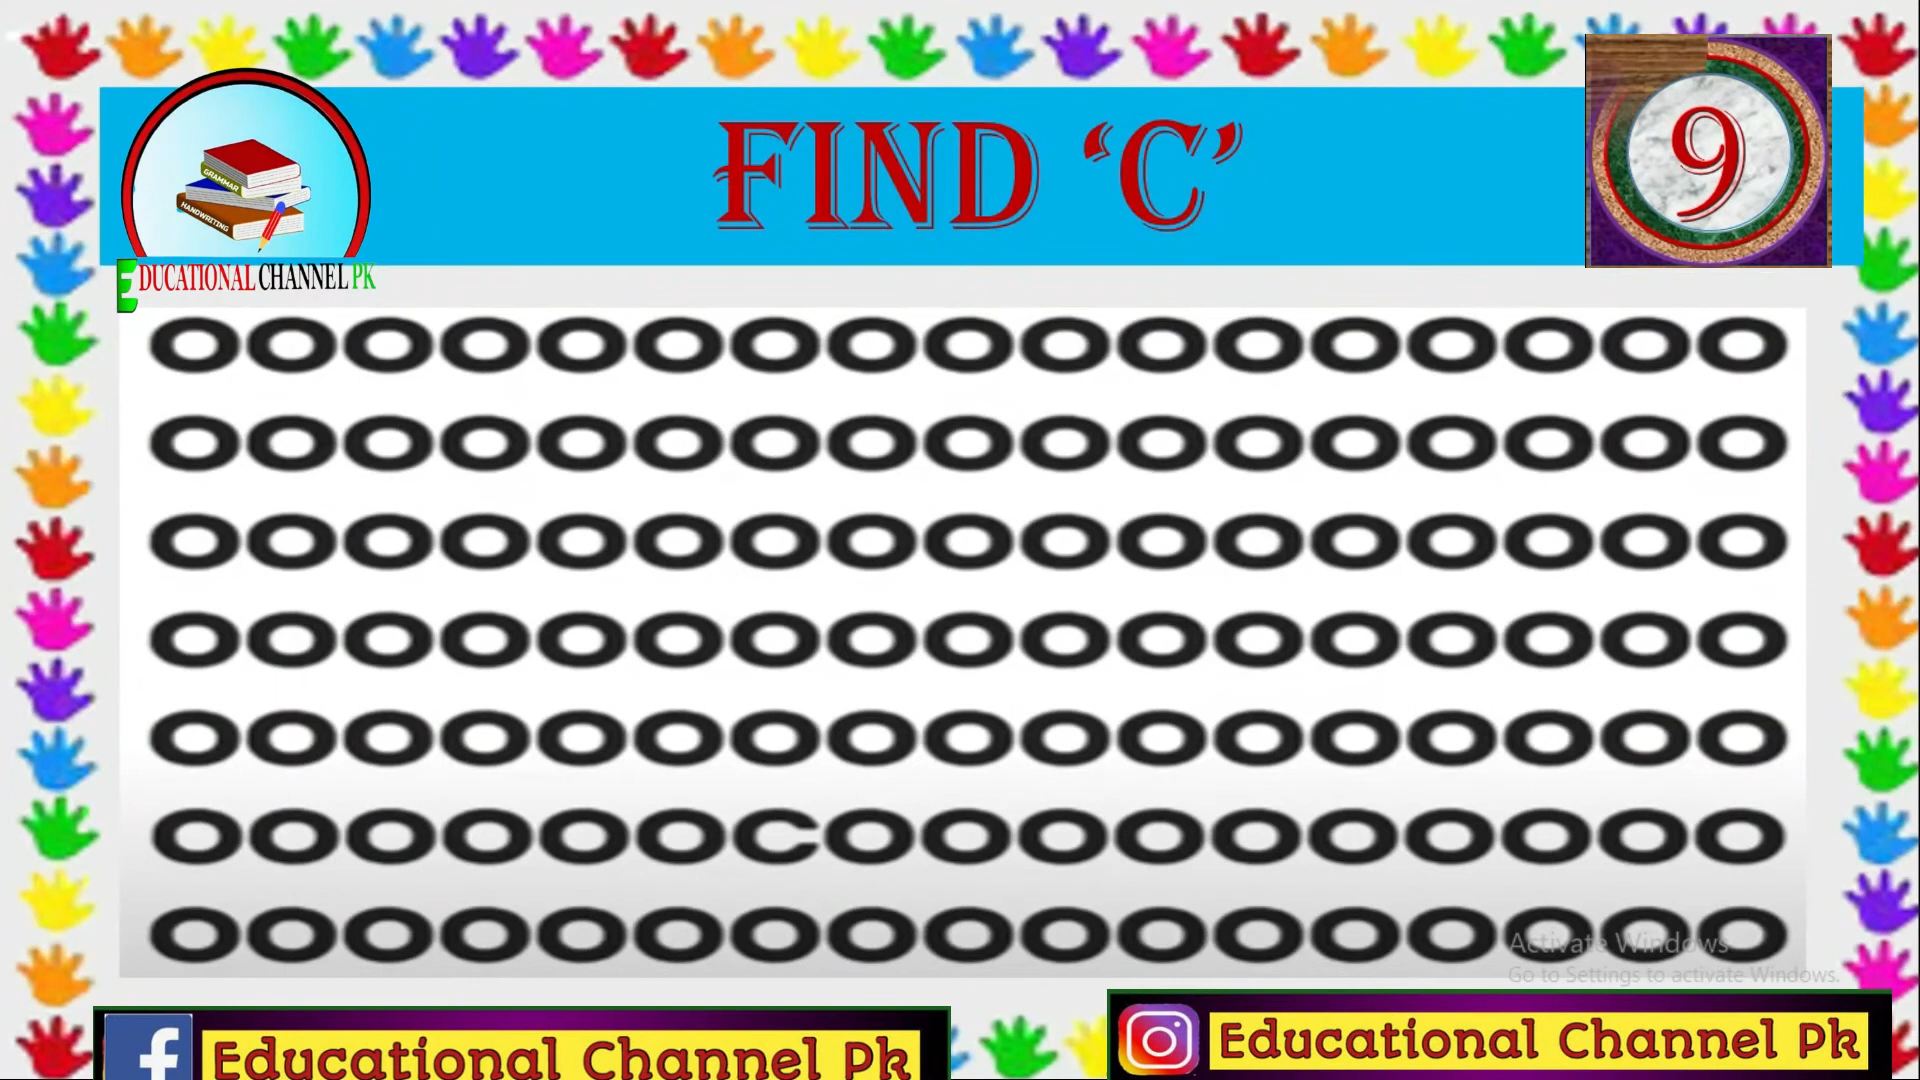 FIND ‘C’
9
GRAMMAR
HANDWRITING
EDUCATIONAL CHANNEL PK
OOOOOOOOOOOOOOOOO
OOOOOOOOOOOOOOOOO
OOOOOOOOOOOOOOOOO
OOOOOOOOOOOOOOOOO
OOOOOOOOOOOOOOOOO
OOOOOOCOOOOOOOOOO
OOOOOOOOOOOOOOOOO
Activate Windows
Go to Settings to activate Windows.
f Educational Channel Pk
Educational Channel Pk